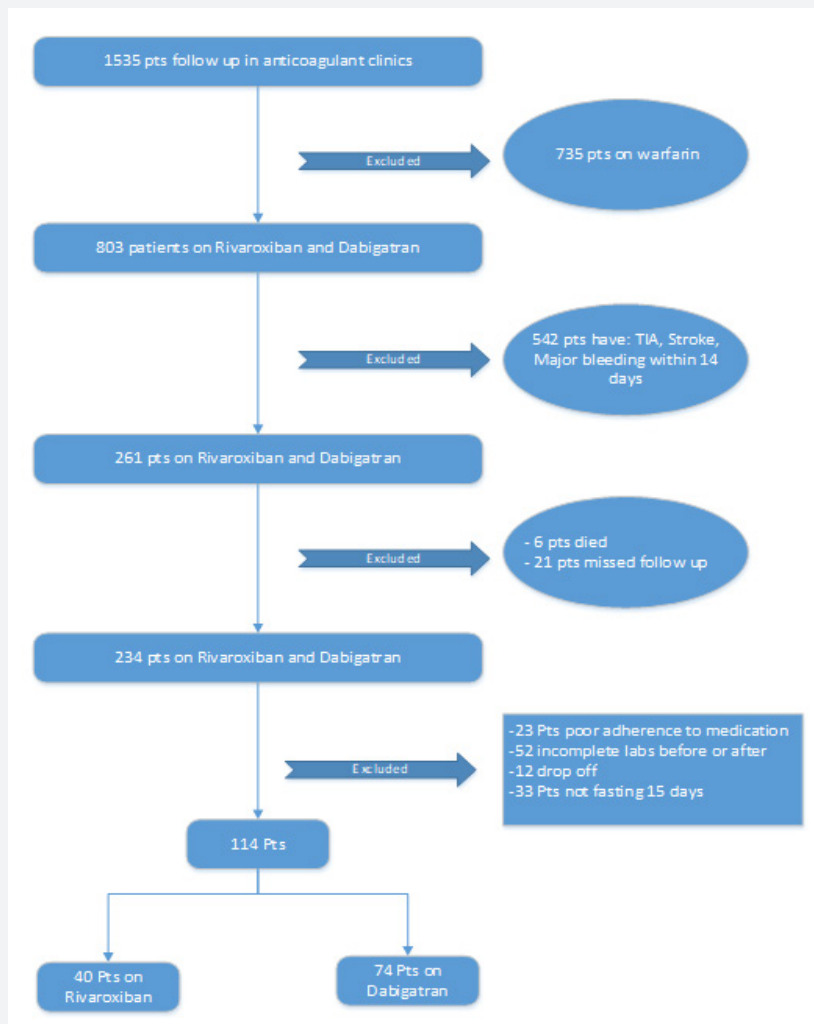 1535 pts follow up in anticoagulant clinics
Excluded
735 pts on warfarin
803 patients on Rivaroxiban and Dabigatran
Excluded
542 pts have: TIA, Stroke,
Major bleeding within 14
days
261 pts on Rivaroxiban and Dabigatran
Excluded
- 6 pts died
- 21 pts missed follow up
234 pts on Rivaroxiban and Dabigatran
Excluded
-23 Pts poor adherence to medication
-52 incomplete labs before or after
-12 drop off
-33 Pts not fasting 15 days
114 Pts
40 Pts on
Rivaroxiban
74 Pts on
Dabigatran